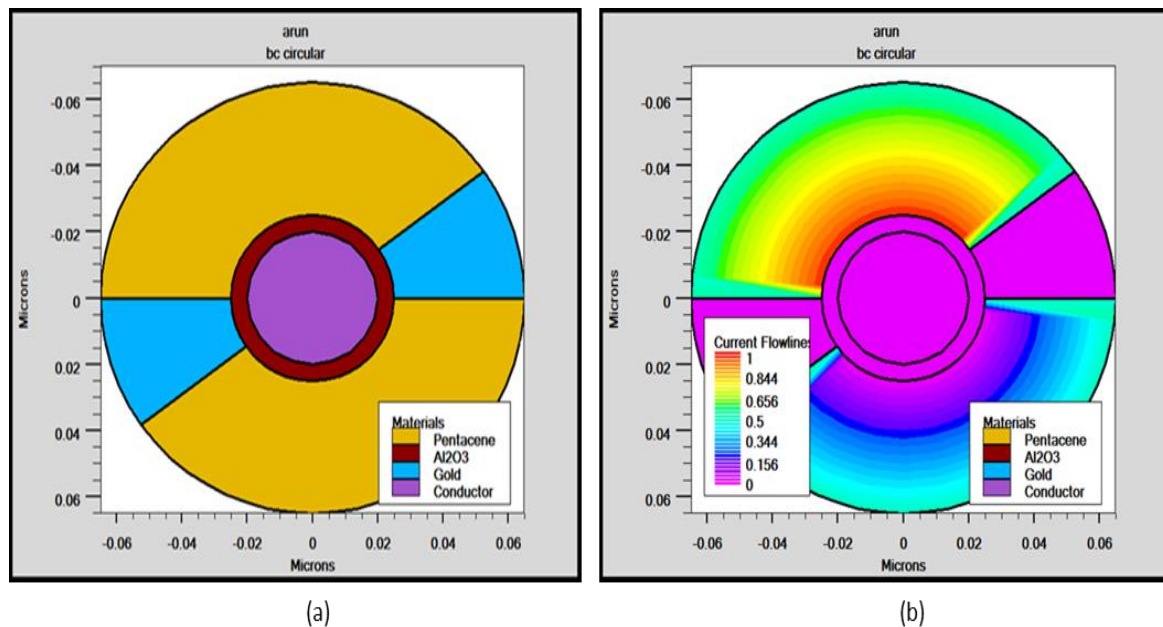 arun
bc circular
-0.06
-0.04
-0.02
0
0.02
0.04
0.06
Microns
-0.06 -0.04 -0.02 0 0.02 0.04 0.06
Microns
Materials
Pentacene
Al2O3
Gold
Conductor
(a)
arun
bc circular
-0.06
-0.04
-0.02
0
0.02
0.04
0.06
Microns
Current Flowlines
1
0.844
0.656
0.5
0.344
0.156
0
Materials
Pentacene
Al2O3
Gold
Conductor
-0.06 -0.04 -0.02 0 0.02 0.04 0.06
Microns
(b)